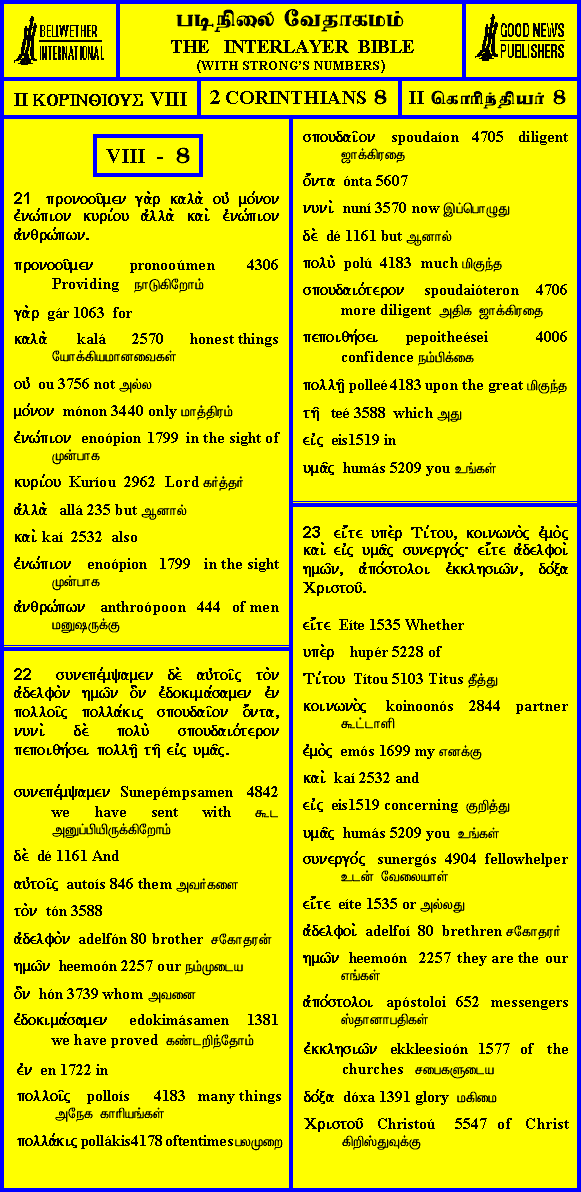 BELLWETHER
INTERNATIONAL
படிநிலை வேதாகமம்
THE INTERLAYER BIBLE
(WITH STRONG'S NUMBERS)
GOOD NEWS
PUBLISHERS
II ΚΟΡΙΝΘΙΟΥΣ VIII
2 CORINTHIANS 8
II கொரிந்தியர் 8
VIII - 8
21 προνοοῦμεν γὰρ καλὰ οὐ μόνον
ἐνώπιον κυρίου ἀλλὰ καὶ ἐνώπιον
ἀνθρώπων.
προνοοῦμεν pronooúmen 4306
Providing நாடுகிறோம்
γὰρ gár 1063 for
καλὰ kalá 2570 honest things
யோக்கியமானவைகள்
οὐ ou 3756 not அல்ல
μόνον mónon 3440 only மாத்திரம்
ἐνώπιον enoópion 1799 in the sight of
முன்பாக
κυρίου Kuríou 2962 Lord கர்த்தர்
ἀλλὰ allá 235 but ஆனால்
καὶ kaí 2532 also
ἐνώπιον enoópion 1799 in the sight
முன்பாக
ἀνθρώπων anthroópoon 444 of men
மனுஷருக்கு
22 συνεπέμψαμεν δὲ αὐτοῖς τὸν
ἀδελφὸν ημῶν ὃν ἐδοκιμάσαμεν ἐν
πολλοῖς πολλάκις σπουδαῖον ὄντα,
νυνὶ δὲ πολὺ σπουδαιότερον
πεποιθήσει πολλῇ τῇ εἰς υμᾶς.
συνεπέμψαμεν Sunepémpsamen 4842
we have sent with கூட
அனுப்பியிருக்கிறோம்
δὲ dé 1161 And
αὐτοῖς autoís 846 them அவர்களை
τὸν tón 3588
ἀδελφὸν adelfón 80 brother சகோதரன்
ημῶν heemoón 2257 our நம்முடைய
ὃν hón 3739 whom அவனை
ἐδοκιμάσαμεν edokimásamen 1381
we have proved கண்டறிந்தோம்
ἐν en 1722 in
πολλοῖς polloís 4183 many things
அநேக காரியங்கள்
πολλάκις pollákis4178 oftentimesபலமுறை
σπουδαῖον spoudaíon 4705 diligent
ஜாக்கிரதை
ὄντα ónta 5607
νυνὶ nuní 3570 now இப்பொழுது
δὲ dé 1161 but ஆனால்
πολὺ polú 4183 much மிகுந்த
σπουδαιότερον spoudaióteron 4706
more diligent அதிக ஜாக்கிரதை
πεποιθήσει pepoitheései 4006
confidence நம்பிக்கை
πολλῇ polleé 4183 upon the great மிகுந்த
τῇ teé 3588 which அது
εἰς eis1519 in
υμᾶς humás 5209 you உங்கள்
23 εἴτε υπὲρ Τίτου, κοινωνὸς ἐμὸς
καὶ εἰς υμᾶς συνεργός· εἴτε ἀδελφοὶ
ημῶν, ἀπόστολοι ἐκκλησιῶν, δόξα
Χριστοῦ.
εἴτε Eíte 1535 Whether
υπὲρ hupér 5228 of
Τίτου Títou 5103 Titus தீத்து
κοινωνὸς koinoonós 2844 partner
கூட்டாளி
ἐμὸς emós 1699 my எனக்கு
καὶ kaí 2532 and
εἰς eis1519 concerning குறித்து
υμᾶς humás 5209 you உங்கள்
συνεργός sunergós 4904 fellowhelper
உடன் வேலையாள்
εἴτε eíte 1535 or அல்லது
ἀδελφοὶ adelfoí 80 brethren சகோதரர்
ημῶν heemoón 2257 they are the our
எங்கள்
ἀπόστολοι apóstoloi 652 messengers
ஸ்தானாபதிகள்
ἐκκλησιῶν ekkleesioón 1577 of the
churches சபைகளுடைய
δόξα dóxa 1391 glory மகிமை
Χριστοῦ Christoú 5547 of Christ
கிறிஸ்துவுக்கு